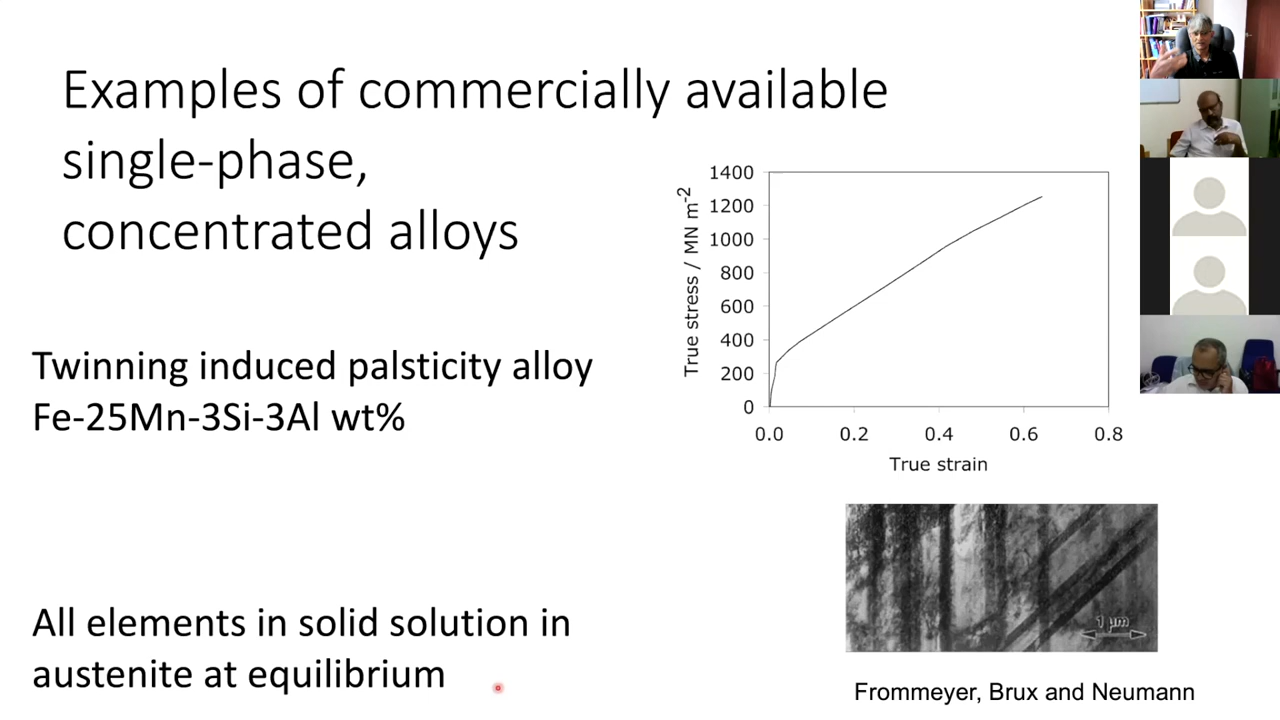 Examples of commercially available
single-phase,
concentrated alloys
Twinning induced palsticity alloy
Fe-25Mn-3Si-3Al wt%
All elements in solid solution in
austenite at equilibrium
True stress / MN m⁻²
1400
1200
1000
800
600
400
200
0
0.0 0.2 0.4 0.6 0.8
True strain
1 µm
Frommeyer, Brux and Neumann